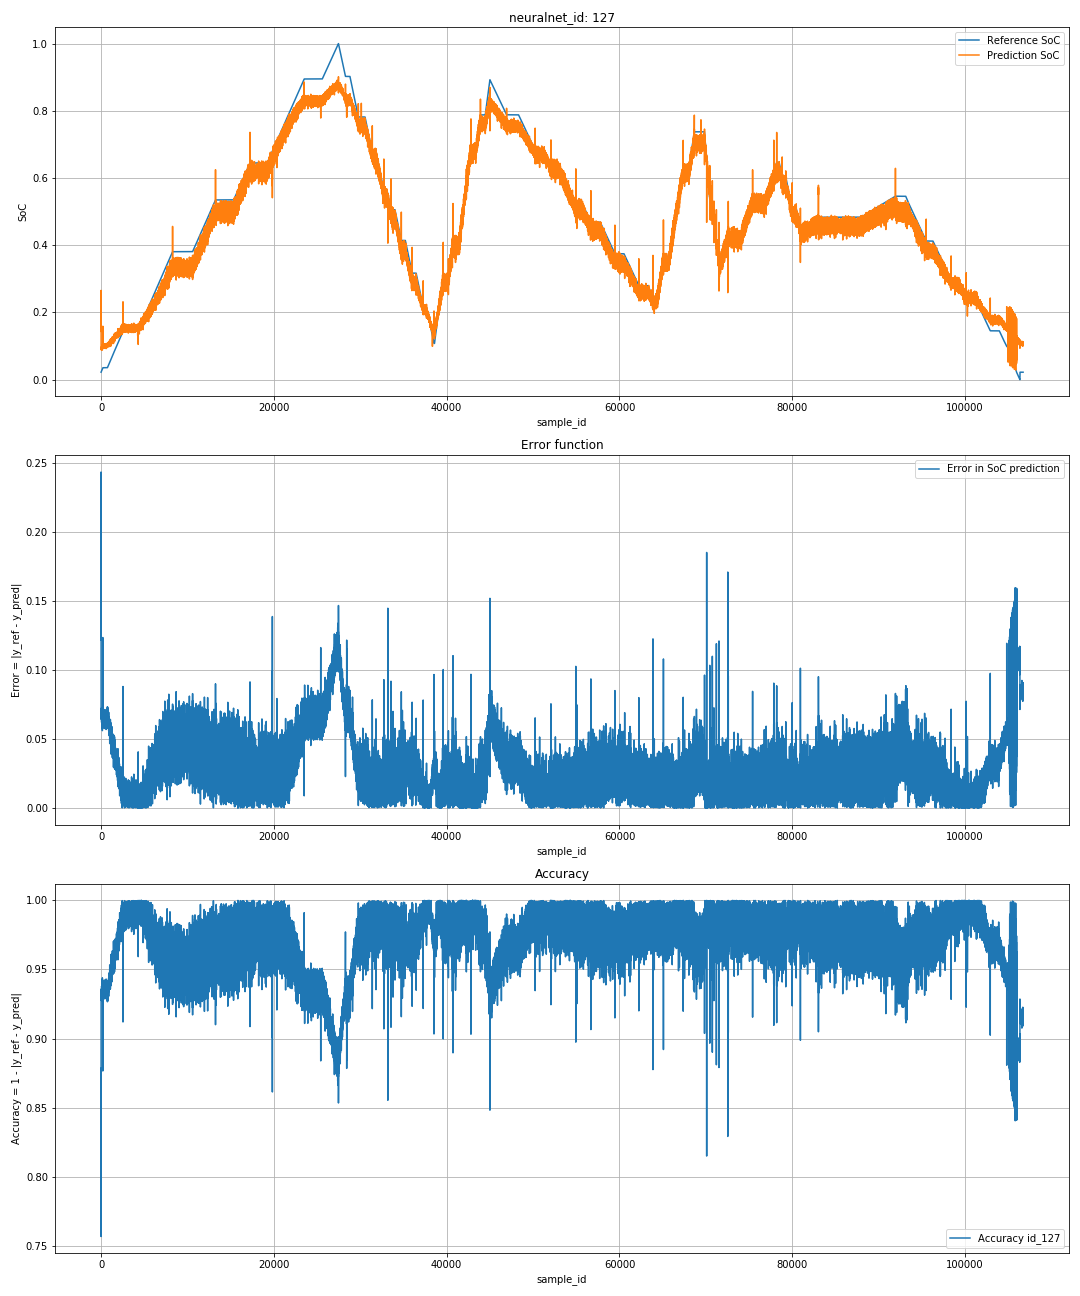 neuralnet_id: 127
Reference SoC
Prediction SoC
SoC
1.0
0.8
0.6
0.4
0.2
0.0
0 20000 40000 60000 80000 100000
sample_id
Error function
Error in SoC prediction
Error = |y_ref - y_pred|
0.25
0.20
0.15
0.10
0.05
0.00
0 20000 40000 60000 80000 100000
sample_id
Accuracy
Accuracy = 1 - |y_ref - y_pred|
1.00
0.95
0.90
0.85
0.80
0.75
Accuracy id_127
0 20000 40000 60000 80000 100000
sample_id